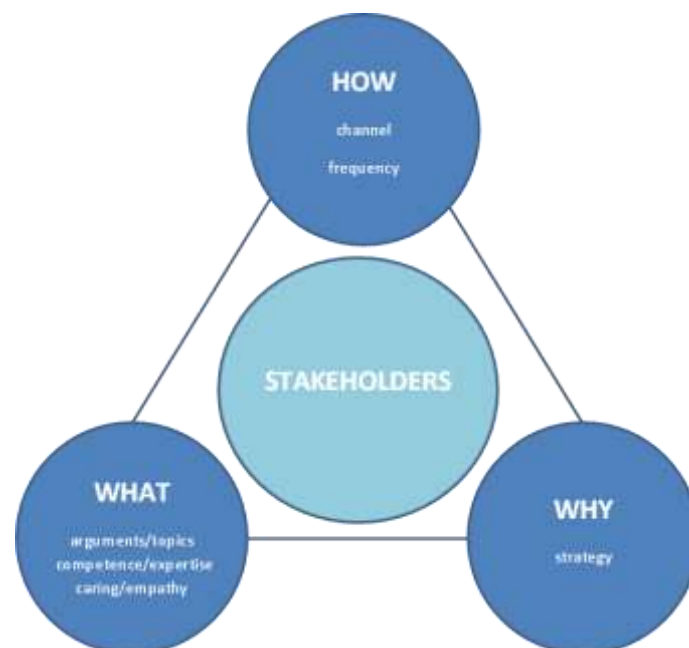 HOW
channel
frequency
STAKEHOLDERS
WHAT
arguments/topics
competence/expertise
caring/empathy
WHY
strategy